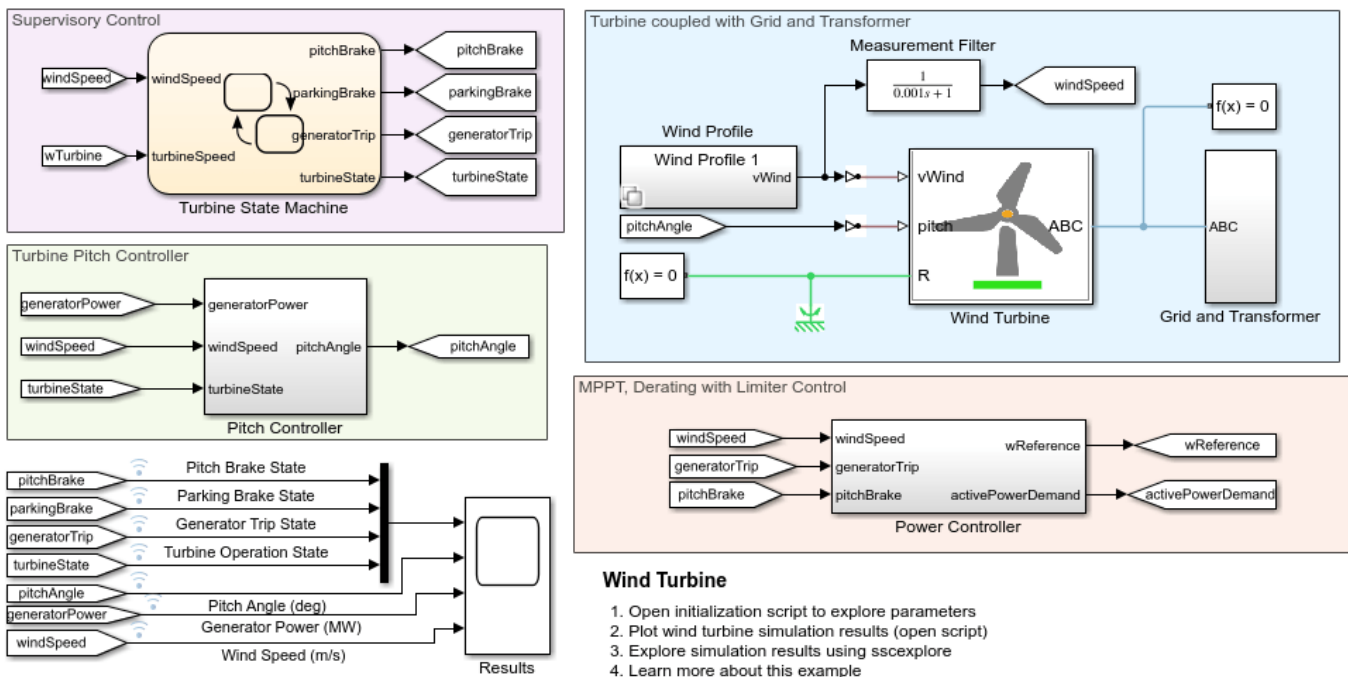 Supervisory Control
windSpeed
wTurbine
windSpeed
turbineSpeed
pitchBrake
parkingBrake
generatorTrip
turbineState
pitchBrake
parkingBrake
generatorTrip
turbineState
Turbine State Machine
Turbine coupled with Grid and Transformer
Measurement Filter
1
0.001s + 1
windSpeed
f(x) = 0
Wind Profile
Wind Profile 1
vWind
pitchAngle
f(x) = 0
vWind
pitch
R
ABC
Wind Turbine
ABC
Grid and Transformer
Turbine Pitch Controller
generatorPower
windSpeed
turbineState
generatorPower
windSpeed
turbineState
pitchAngle
pitchAngle
Pitch Controller
MPPT, Derating with Limiter Control
windSpeed
generatorTrip
pitchBrake
windSpeed
generatorTrip
pitchBrake
wReference
activePowerDemand
wReference
activePowerDemand
Power Controller
pitchBrake
Pitch Brake State
parkingBrake
Parking Brake State
generatorTrip
Generator Trip State
turbineState
Turbine Operation State
pitchAngle
Pitch Angle (deg)
generatorPower
Generator Power (MW)
windSpeed
Wind Speed (m/s)
Results
Wind Turbine
1. Open initialization script to explore parameters
2. Plot wind turbine simulation results (open script)
3. Explore simulation results using sscexplore
4. Learn more about this example